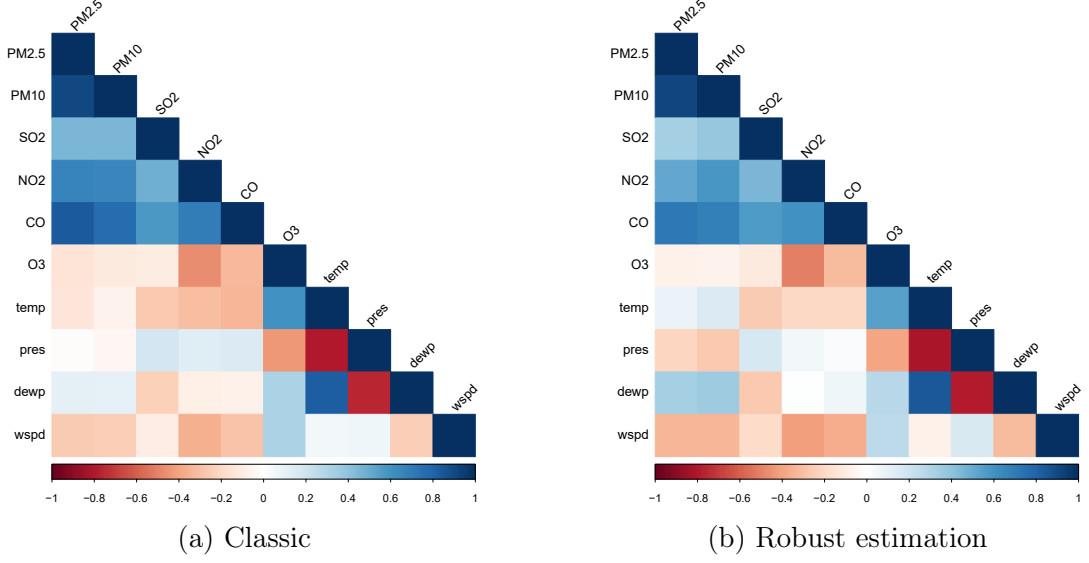 PM2.5
PM2.5
PM10
PM10
SO2
SO2
NO2
NO2
CO
CO
O3
O3
temp
temp
pres
pres
dewp
dewp
wspd
wspd
−1 −0.8 −0.6 −0.4 −0.2 0 0.2 0.4 0.6 0.8 1
(a) Classic
PM2.5
PM2.5
PM10
PM10
SO2
SO2
NO2
NO2
CO
CO
O3
O3
temp
temp
pres
pres
dewp
dewp
wspd
wspd
−1 −0.8 −0.6 −0.4 −0.2 0 0.2 0.4 0.6 0.8 1
(b) Robust estimation